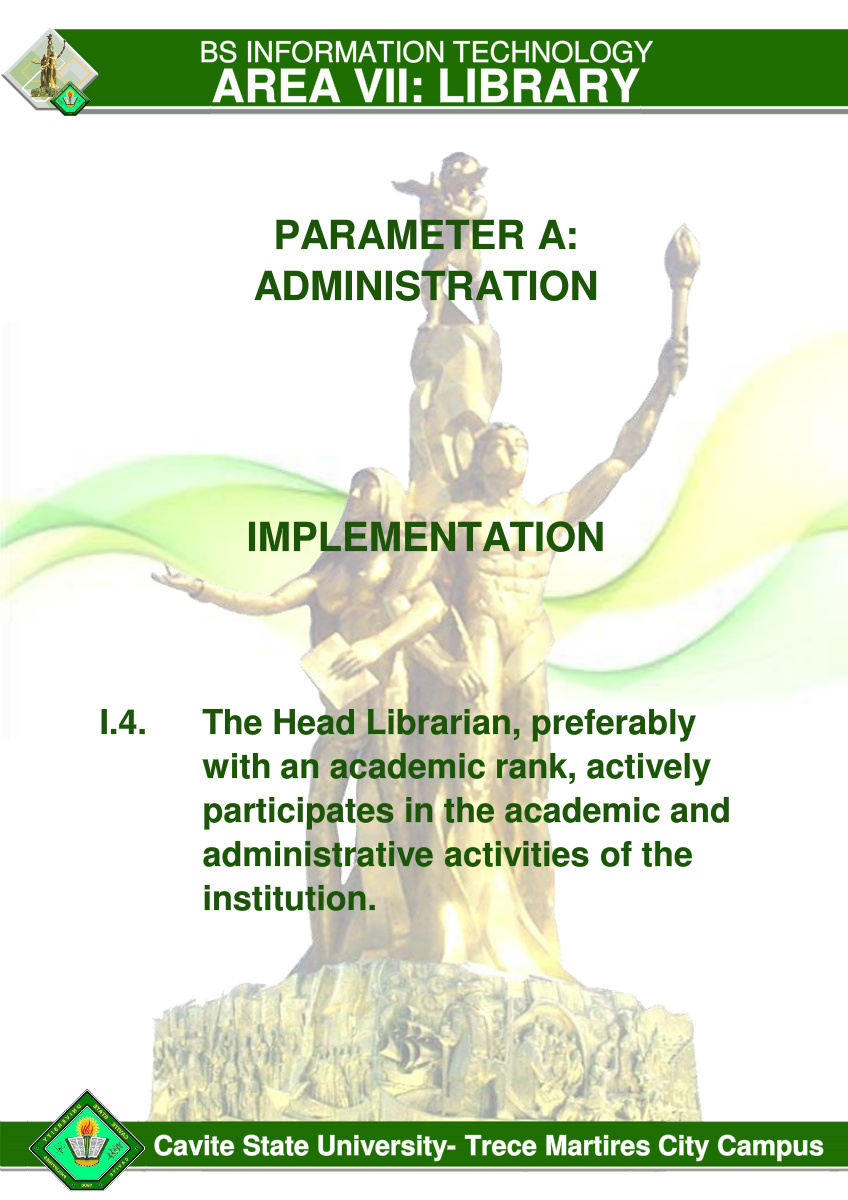 BS INFORMATION TECHNOLOGY
AREA VII: LIBRARY
PARAMETER A:
ADMINISTRATION
IMPLEMENTATION
I.4. The Head Librarian, preferably
with an academic rank, actively
participates in the academic and
administrative activities of the
institution.
Cavite State University- Trece Martires City Campus